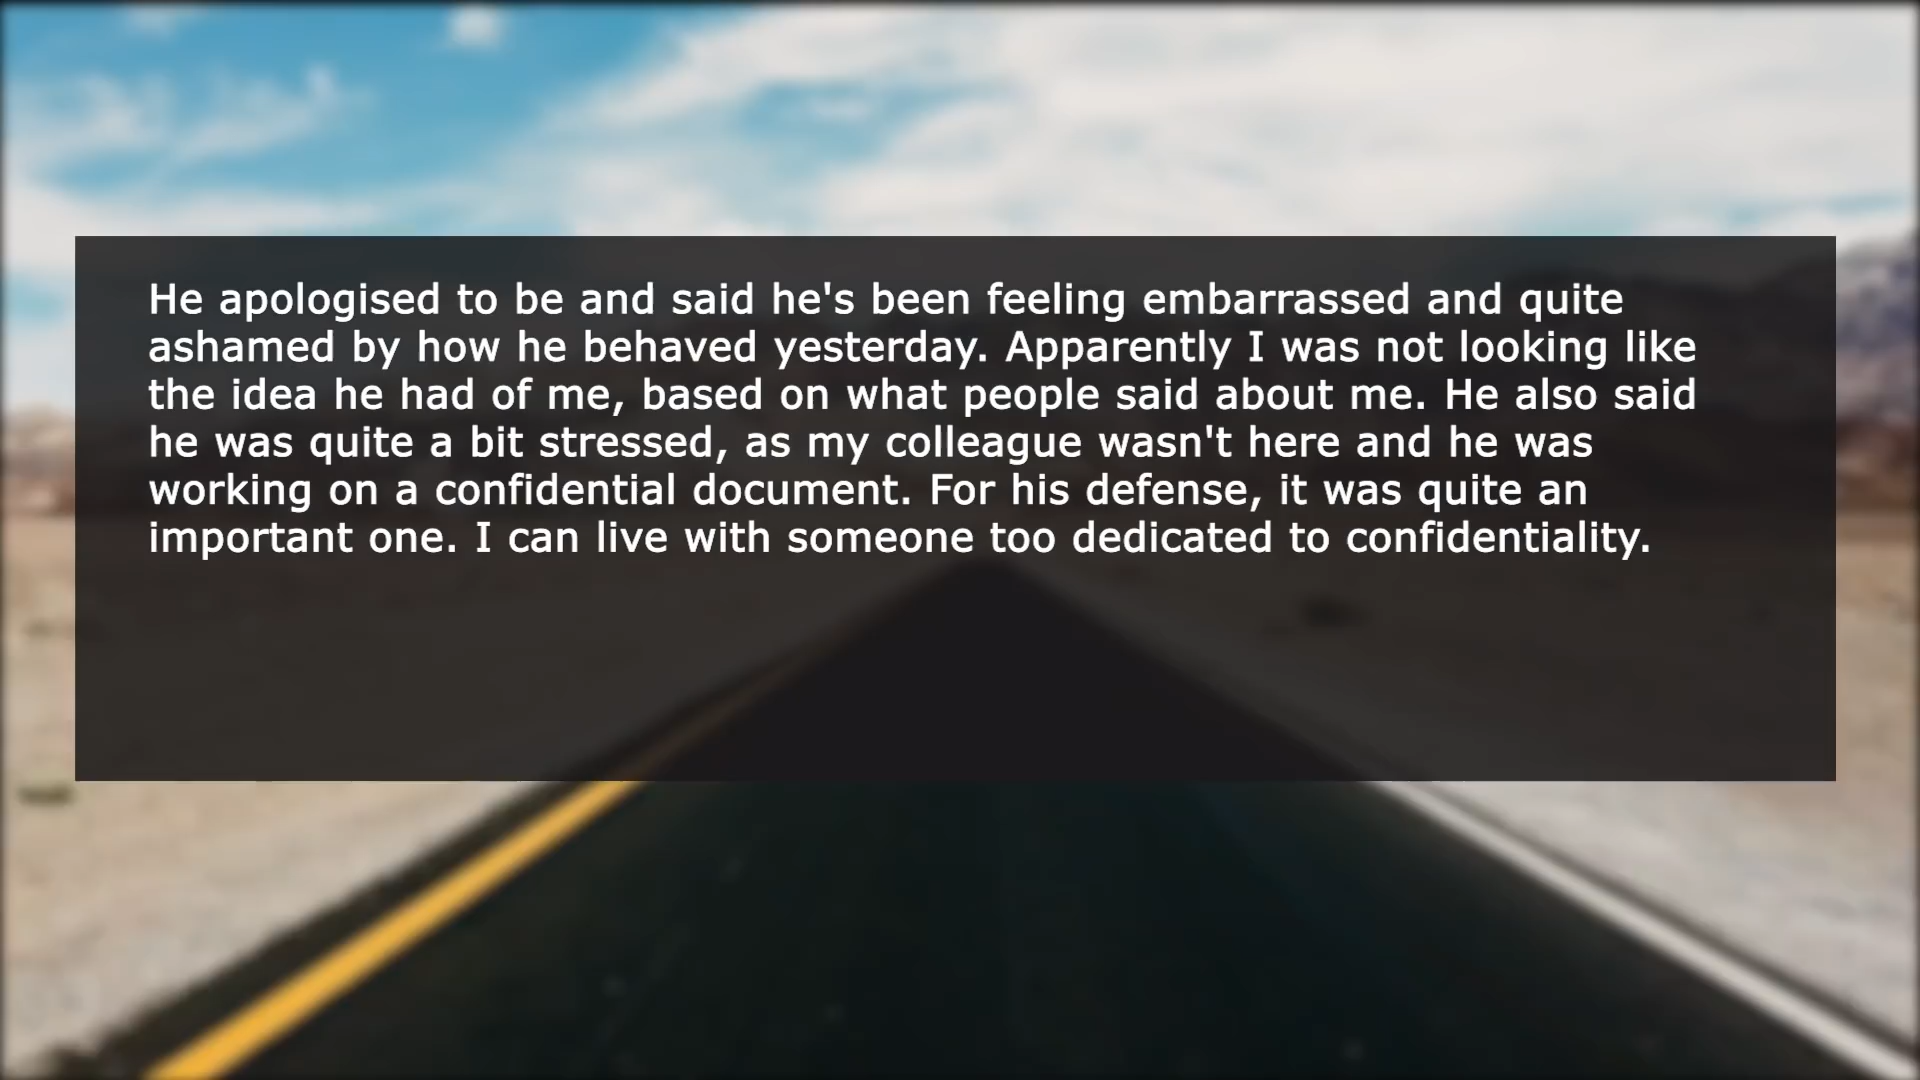 He apologised to be and said he's been feeling embarrassed and quite
ashamed by how he behaved yesterday. Apparently I was not looking like
the idea he had of me, based on what people said about me. He also said
he was quite a bit stressed, as my colleague wasn't here and he was
working on a confidential document. For his defense, it was quite an
important one. I can live with someone too dedicated to confidentiality.